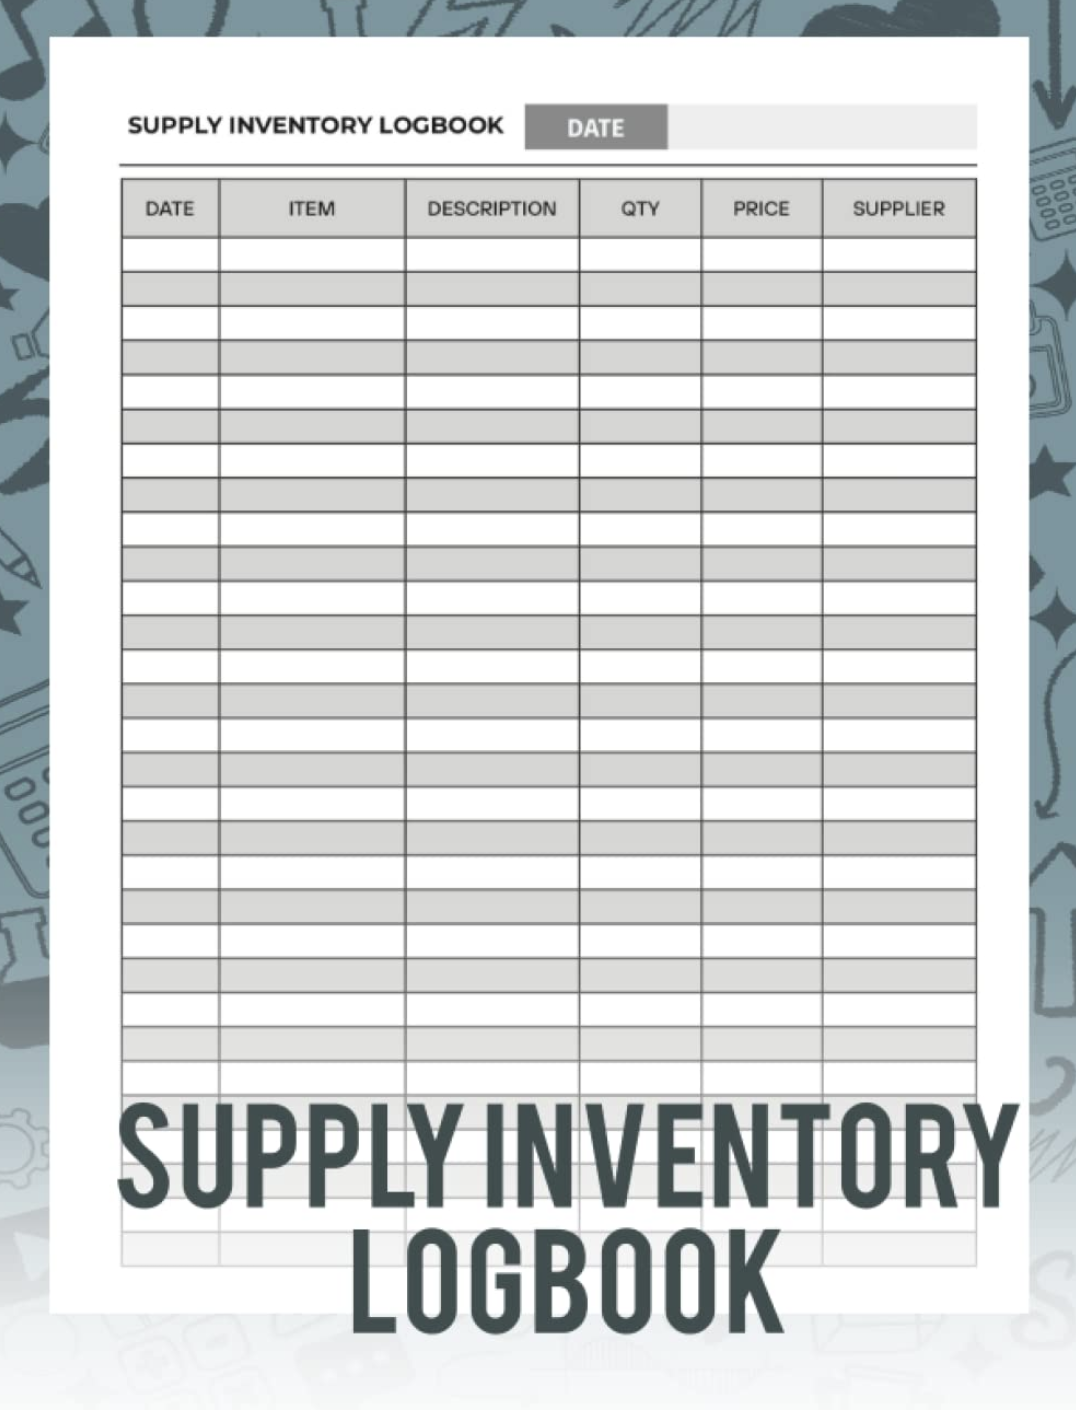 SUPPLY INVENTORY LOGBOOK DATE
DATE ITEM DESCRIPTION QTY PRICE SUPPLIER
SUPPLY INVENTORY
LOGBOOK